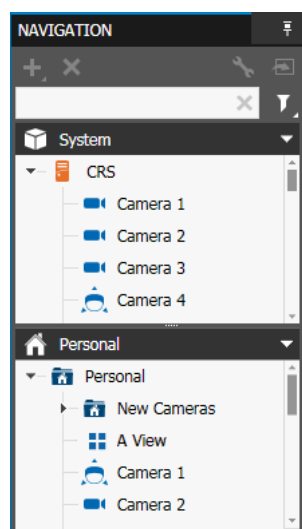 NAVIGATION
System
CRS
Camera 1
Camera 2
Camera 3
Camera 4
Personal
Personal
New Cameras
A View
Camera 1
Camera 2